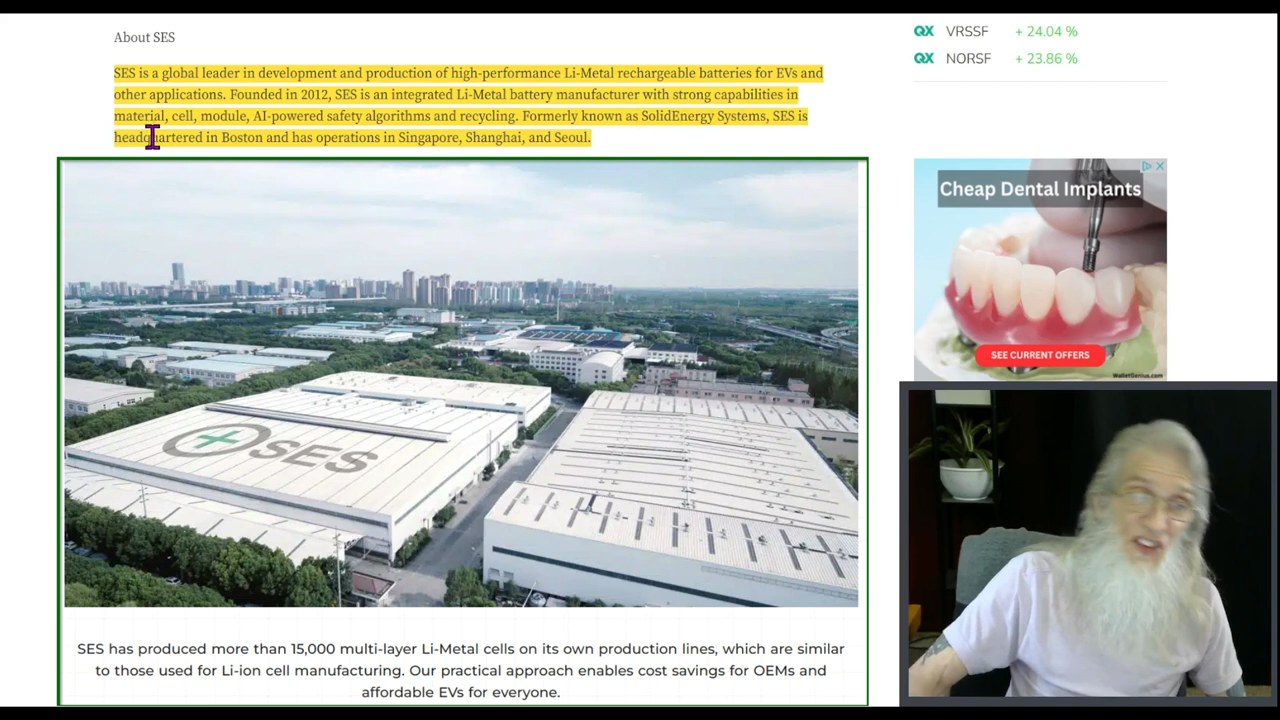 About SES
SES is a global leader in development and production of high-performance Li-Metal rechargeable batteries for EVs and
other applications. Founded in 2012, SES is an integrated Li-Metal battery manufacturer with strong capabilities in
material, cell, module, AI-powered safety algorithms and recycling. Formerly known as SolidEnergy Systems, SES is
headquartered in Boston and has operations in Singapore, Shanghai, and Seoul.
SES
SES has produced more than 15,000 multi-layer Li-Metal cells on its own production lines, which are similar
to those used for Li-ion cell manufacturing. Our practical approach enables cost savings for OEMs and
affordable EVs for everyone.
QX VRSSF + 24.04 %
QX NORSF + 23.86 %
Cheap Dental Implants
SEE CURRENT OFFERS
WalletGenius.com